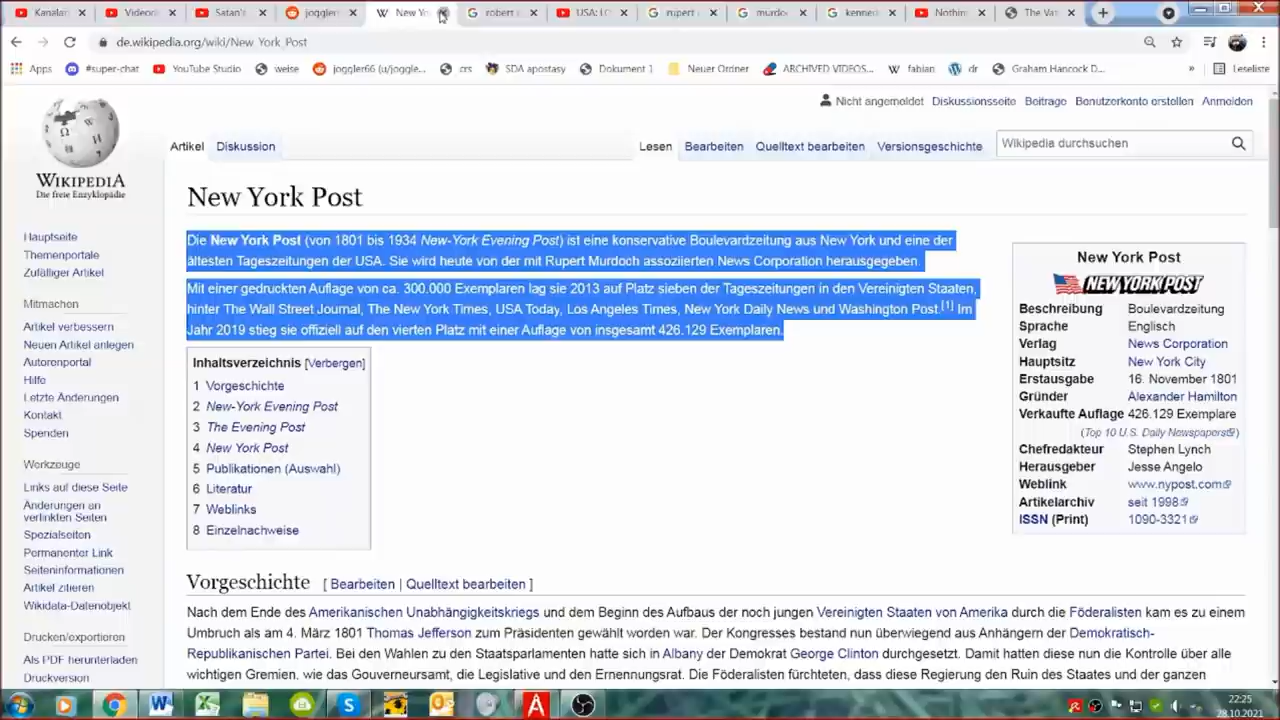 Kanalan
Videore
Satan's
joggler
New Yo
robert
USA: L
rupert
murdo
kenned
Nothin
The Va
de.wikipedia.org/wiki/New_York_Post
Apps #super-chat YouTube Studio weise joggler66 (u/joggle... crs SDA apostasy Dokument 1 Neuer Ordner ARCHIVED VIDEOS... fabian dr Graham Hancock D... » Leseliste
Nicht angemeldet Diskussionsseite Beiträge Benutzerkonto erstellen Anmelden
Artikel Diskussion Lesen Bearbeiten Quelltext bearbeiten Versionsgeschichte Wikipedia durchsuchen
WIKIPEDIA
Die freie Enzyklopädie
Hauptseite
Themenportale
Zufälliger Artikel
Mitmachen
Artikel verbessern
Neuen Artikel anlegen
Autorenportal
Hilfe
Letzte Änderungen
Kontakt
Spenden
Werkzeuge
Links auf diese Seite
Änderungen an
verlinkten Seiten
Spezialseiten
Permanenter Link
Seiteninformationen
Artikel zitieren
Wikidata-Datenobjekt
Drucken/exportieren
Als PDF herunterladen
Druckversion
New York Post
Die New York Post (von 1801 bis 1934 New-York Evening Post) ist eine konservative Boulevardzeitung aus New York und eine der
ältesten Tageszeitungen der USA. Sie wird heute von der mit Rupert Murdoch assoziierten News Corporation herausgegeben.
Mit einer gedruckten Auflage von ca. 300.000 Exemplaren lag sie 2013 auf Platz sieben der Tageszeitungen in den Vereinigten Staaten,
hinter The Wall Street Journal, The New York Times, USA Today, Los Angeles Times, New York Daily News und Washington Post.[1] Im
Jahr 2019 stieg sie offiziell auf den vierten Platz mit einer Auflage von insgesamt 426.129 Exemplaren.
Inhaltsverzeichnis [Verbergen]
1 Vorgeschichte
2 New-York Evening Post
3 The Evening Post
4 New York Post
5 Publikationen (Auswahl)
6 Literatur
7 Weblinks
8 Einzelnachweise
New York Post
NEW YORK POST
Beschreibung Boulevardzeitung
Sprache Englisch
Verlag News Corporation
Hauptsitz New York City
Erstausgabe 16. November 1801
Gründer Alexander Hamilton
Verkaufte Auflage 426.129 Exemplare
(Top 10 U.S. Daily Newspapers)
Chefredakteur Stephen Lynch
Herausgeber Jesse Angelo
Weblink www.nypost.com
Artikelarchiv seit 1998
ISSN (Print) 1090-3321
Vorgeschichte [ Bearbeiten | Quelltext bearbeiten ]
Nach dem Ende des Amerikanischen Unabhängigkeitskriegs und dem Beginn des Aufbaus der noch jungen Vereinigten Staaten von Amerika durch die Föderalisten kam es zu einem
Umbruch als am 4. März 1801 Thomas Jefferson zum Präsidenten gewählt worden war. Der Kongresses bestand nun überwiegend aus Anhängern der Demokratisch-
Republikanischen Partei. Bei den Wahlen zu den Staatsparlamenten hatte sich in Albany der Demokrat George Clinton durchgesetzt. Damit hatten diese nun die Kontrolle über alle
wichtigen Gremien, wie das Gouverneursamt, die Legislative und den Ernennungsrat. Die Föderalisten fürchteten, dass diese Regierung den Ruin des Staates und der ganzen
22:25
28.10.2021